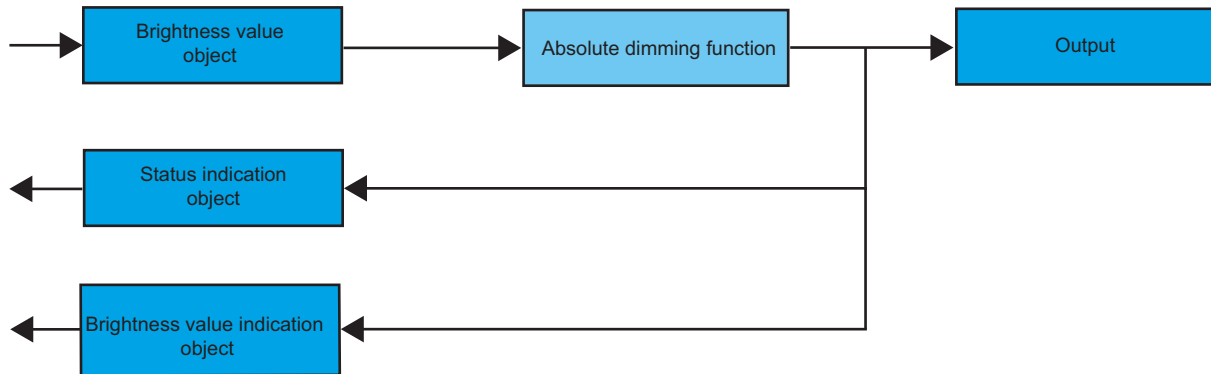 Brightness value
object
Absolute dimming function
Output
Status indication
object
Brightness value indication
object